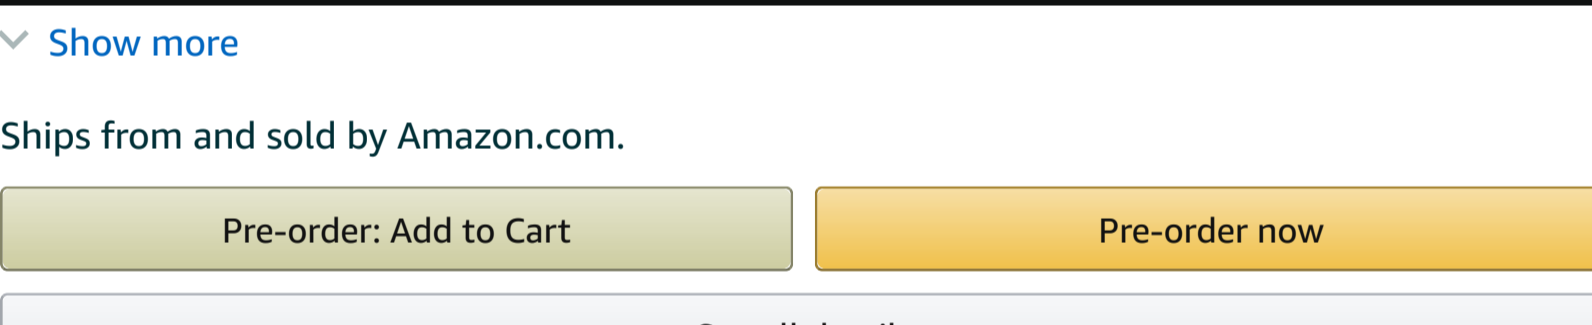 Show more
Ships from and sold by Amazon.com.
Pre-order: Add to Cart
Pre-order now